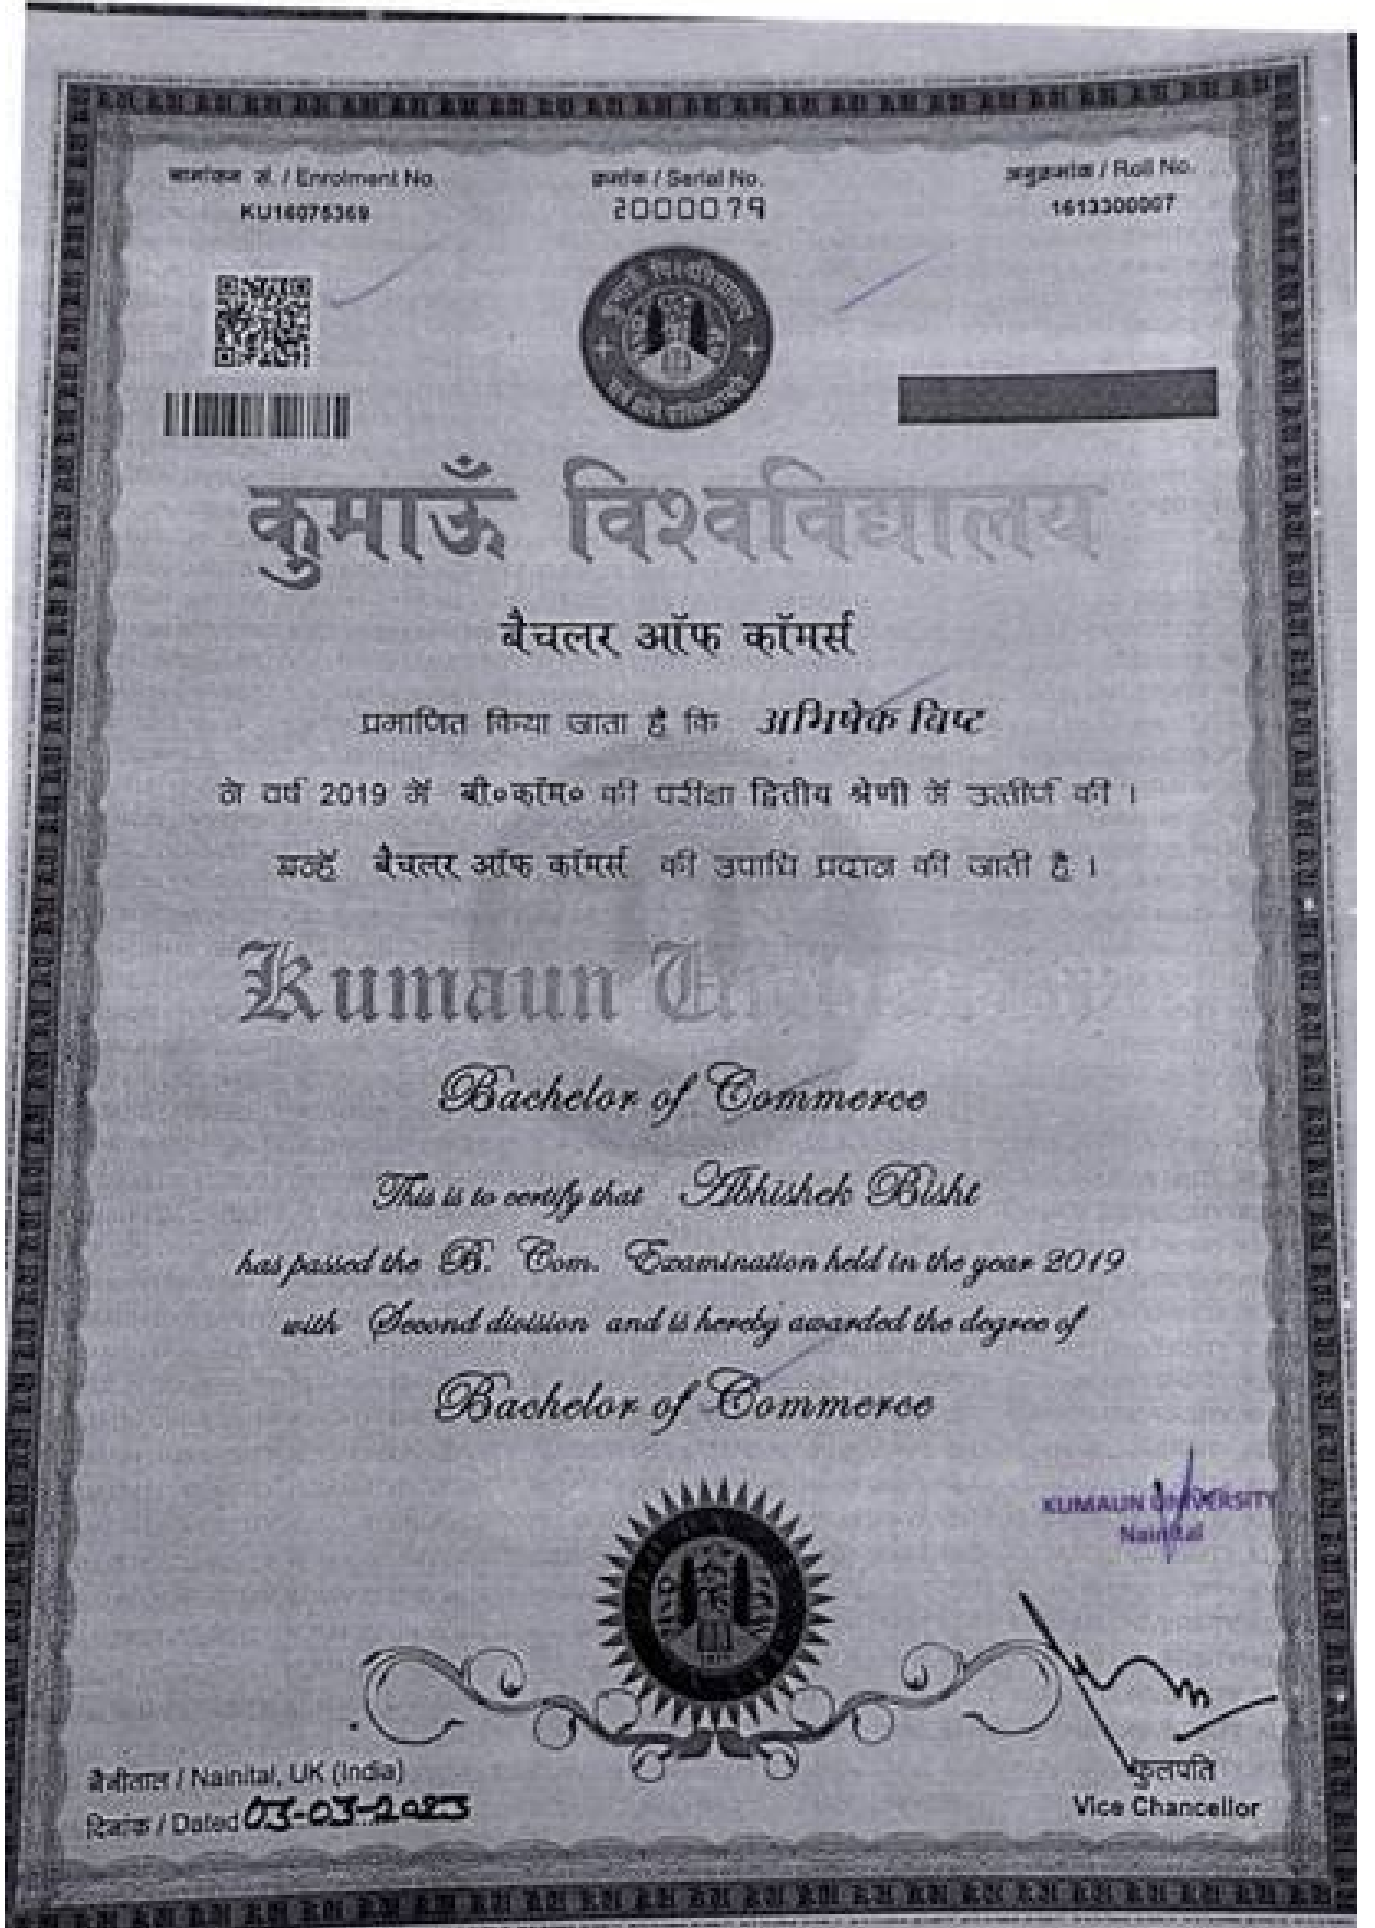 नामांकन सं. / Enrolment No.
KU16075369
क्रमांक / Serial No.
2000079
अनुक्रमांक / Roll No.
1613300007
कुमाऊँ विश्वविद्यालय
बैचलर ऑफ कॉमर्स
प्रमाणित किया जाता है कि अभिषेक बिष्ट
ने वर्ष 2019 में बी०कॉम० की परीक्षा द्वितीय श्रेणी में उत्तीर्ण की ।
इन्हें बैचलर ऑफ कॉमर्स की उपाधि प्रदान की जाती है ।
Kumaun University
Bachelor of Commerce
This is to certify that Abhishek Bisht
has passed the B. Com. Examination held in the year 2019
with Second division and is hereby awarded the degree of
Bachelor of Commerce
KUMAUN UNIVERSITY
Nainital
नैनीताल / Nainital, UK (India)
दिनांक / Dated 03-03-2023
कुलपति
Vice Chancellor